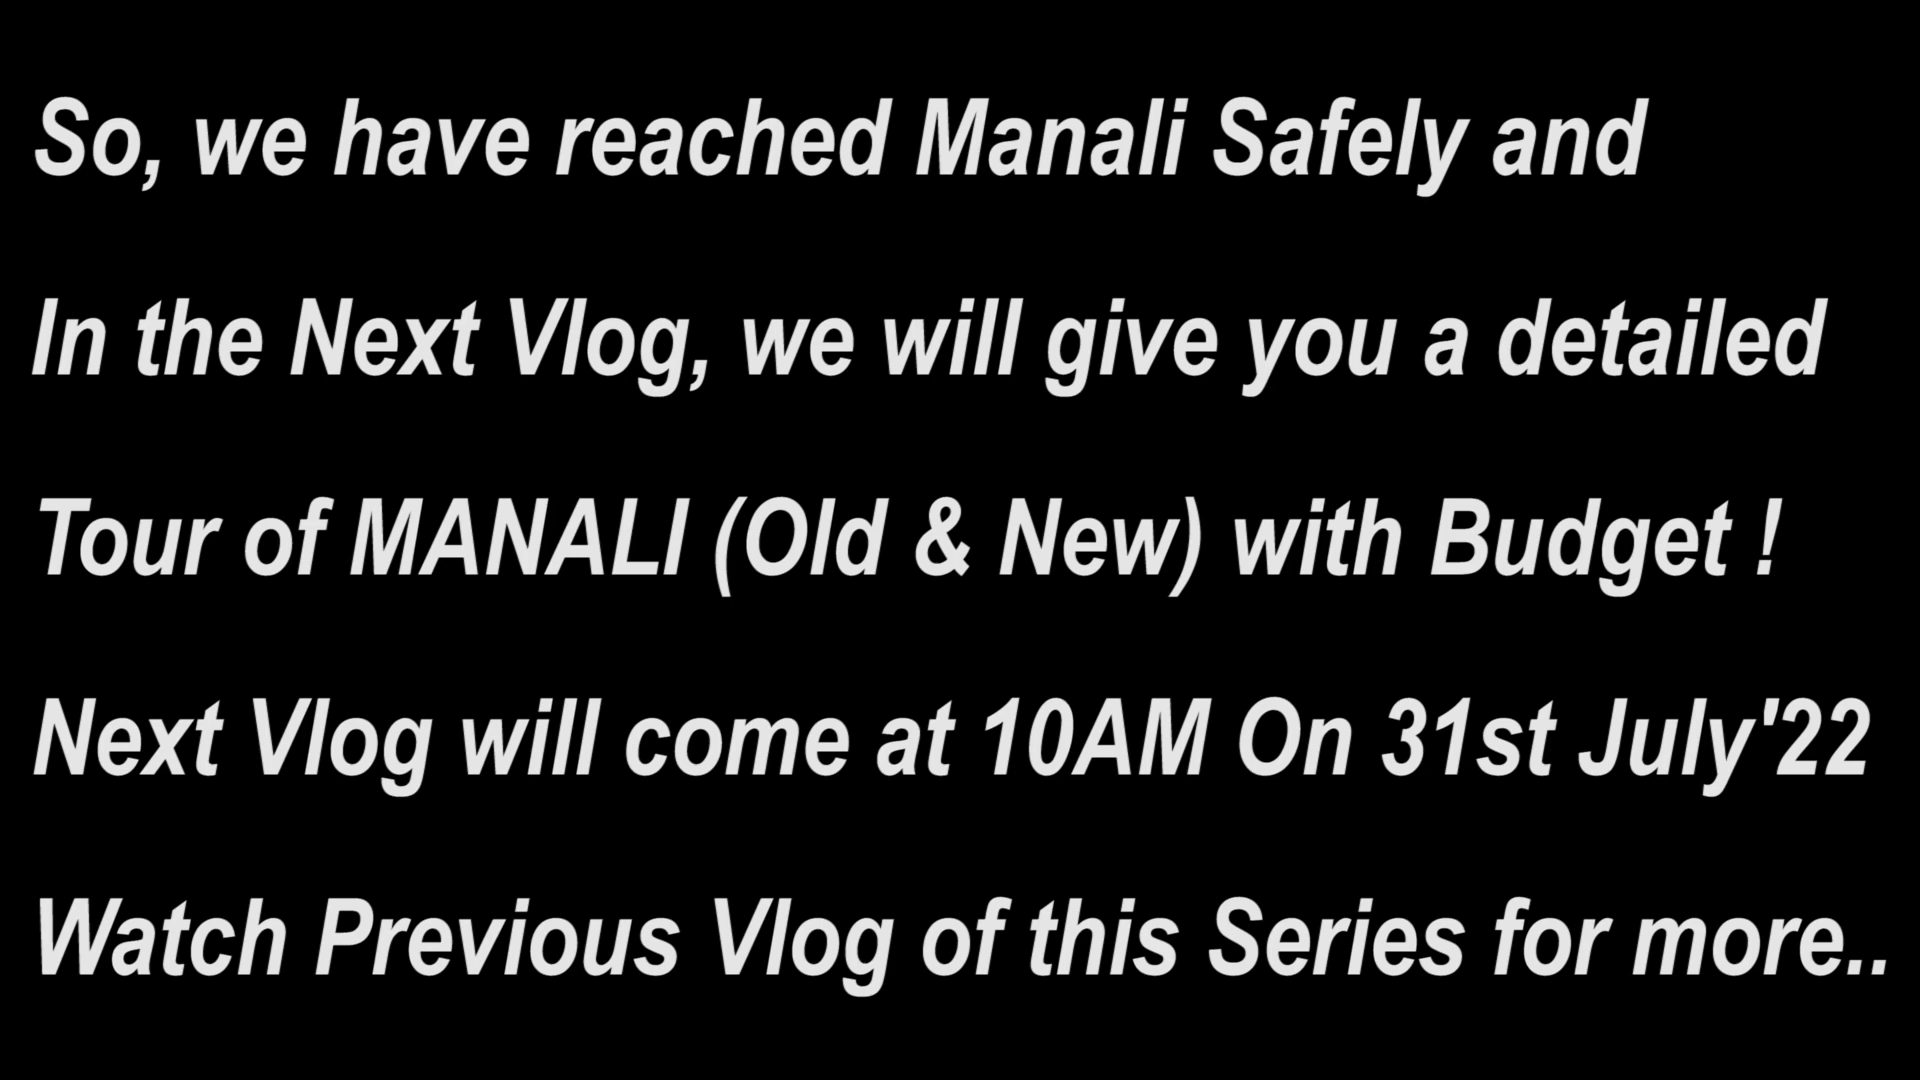 So, we have reached Manali Safely and
In the Next Vlog, we will give you a detailed
Tour of MANALI (Old & New) with Budget !
Next Vlog will come at 10AM On 31st July'22
Watch Previous Vlog of this Series for more..